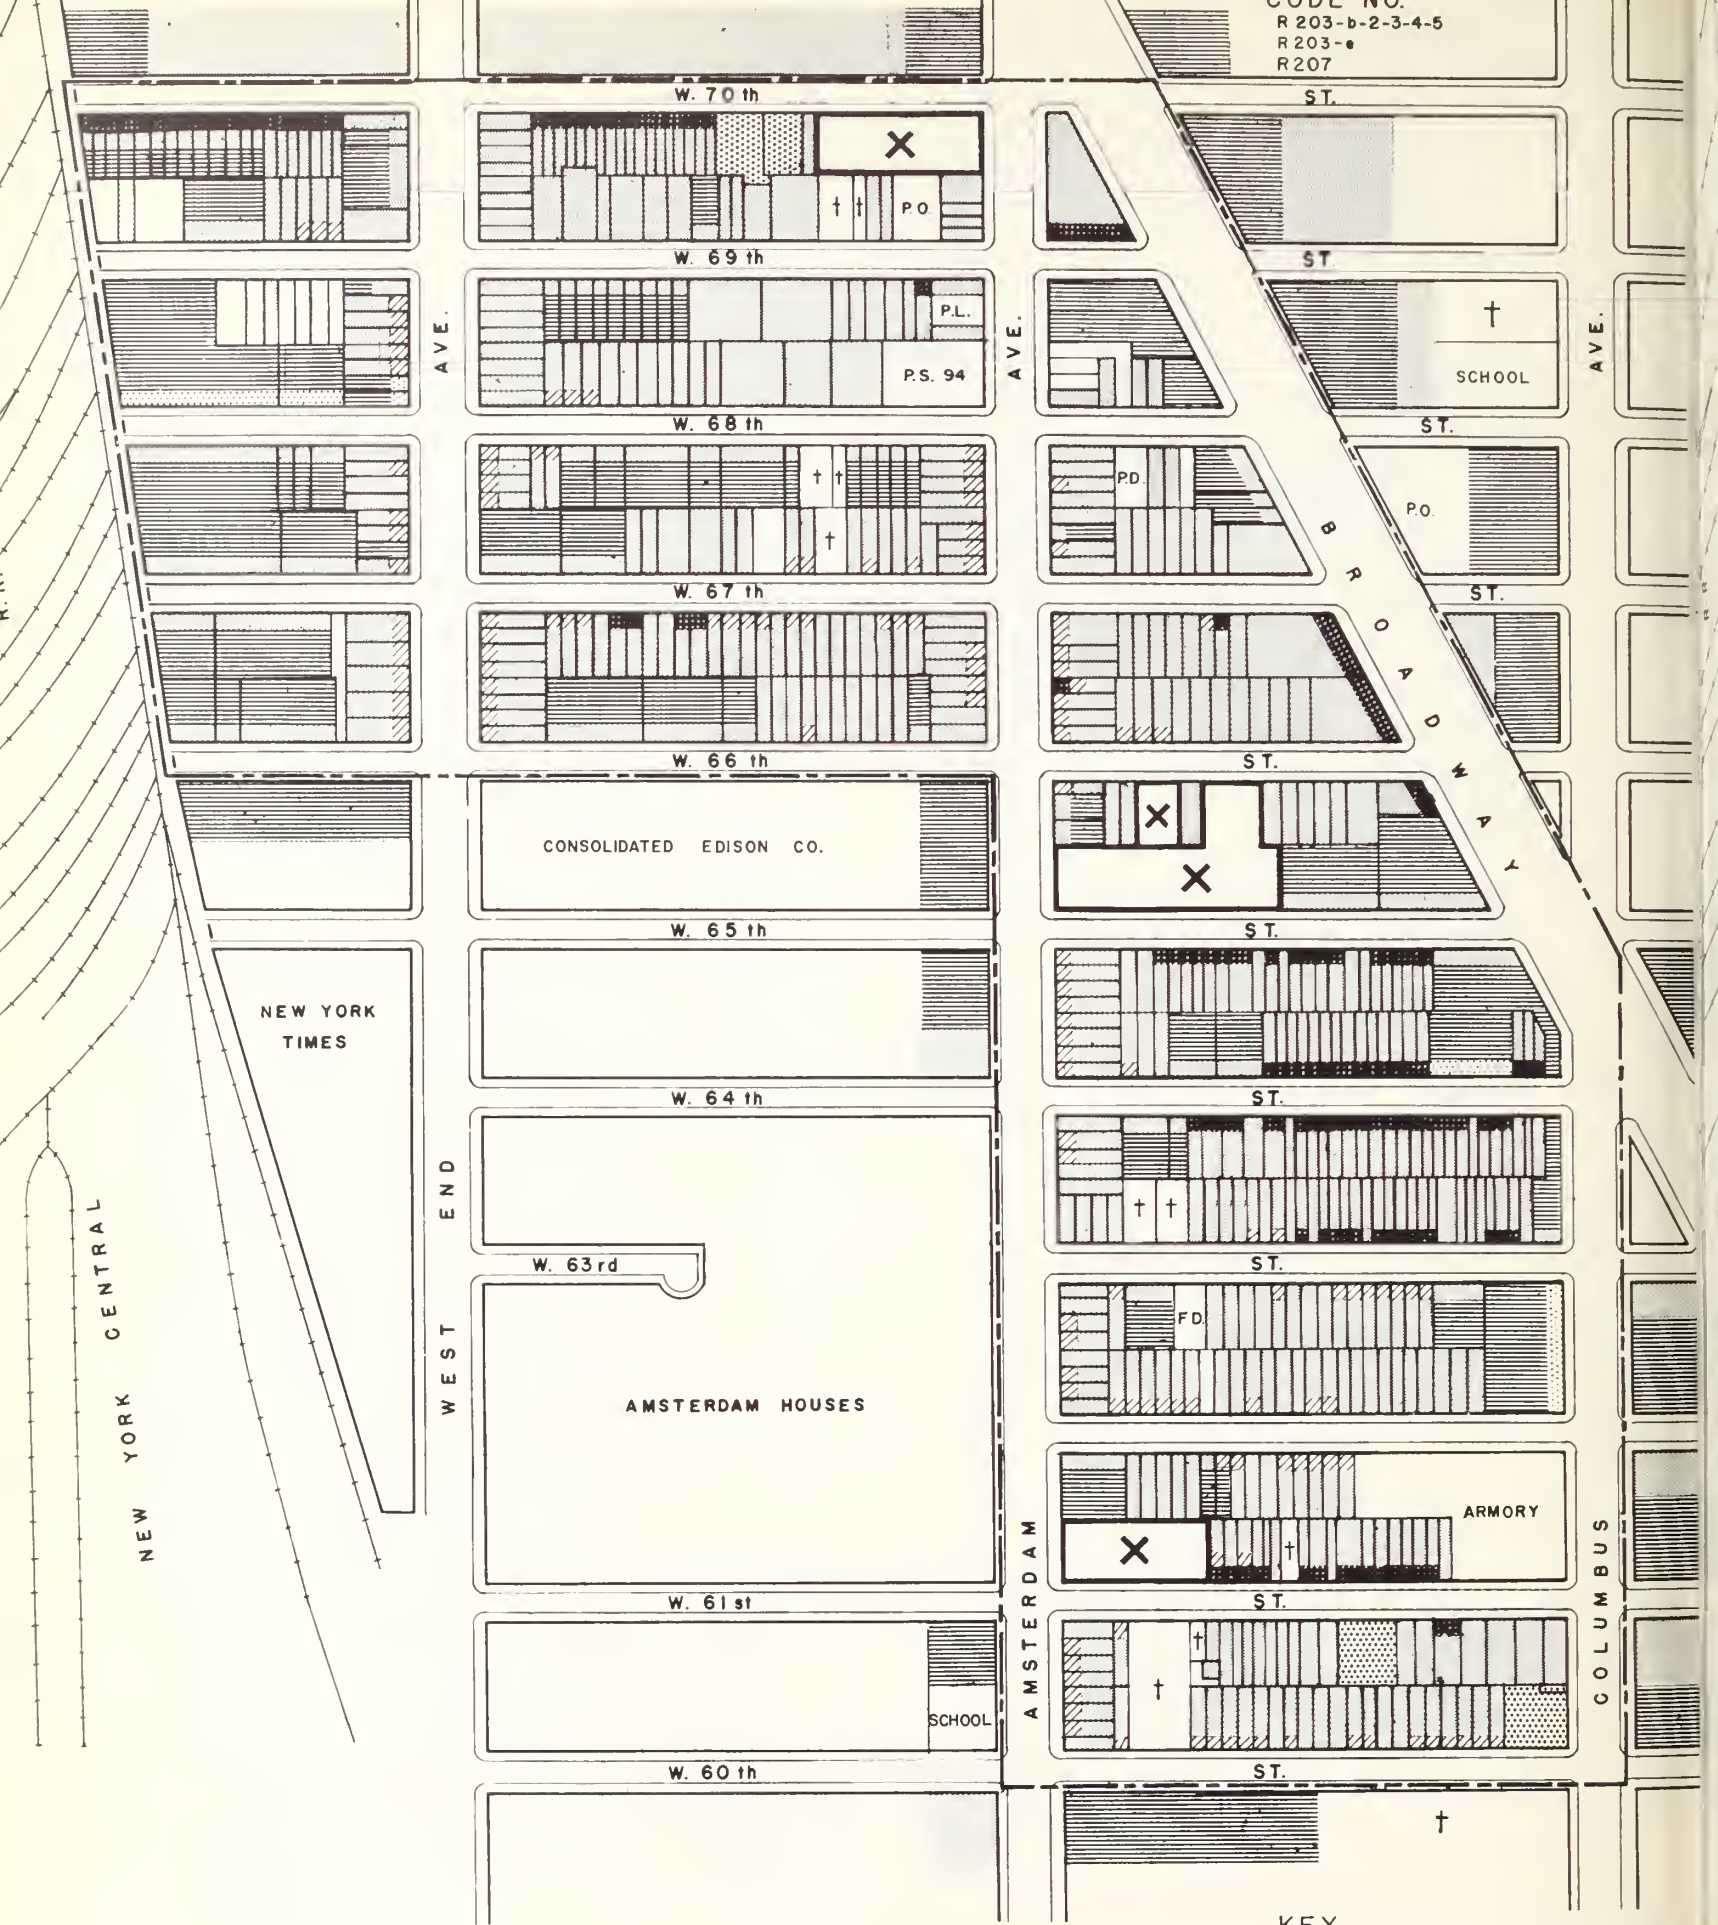 CODE NO.
R 203-b-2-3-4-5
R 203-e
R 207
W. 70 th ST.
P.O.
W. 69 th ST.
P.L.
AVE. AVE. AVE.
P.S. 94
SCHOOL
W. 68 th ST.
P.D.
P.O.
W. 67 th ST.
BROADWAY
W. 66 th ST.
CONSOLIDATED EDISON CO.
W. 65 th ST.
NEW YORK
TIMES
W. 64 th ST.
W. 63 rd ST.
F.D.
WEST END
NEW YORK CENTRAL
AMSTERDAM HOUSES
ARMORY
AMSTERDAM
COLUMBUS
W. 61 st ST.
SCHOOL
W. 60 th ST.
KEY